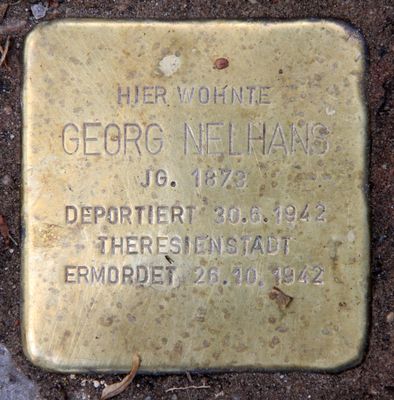 HIER WOHNTE
GEORG NELHANS
JG. 1873
DEPORTIERT 30.6.1942
THERESIENSTADT
ERMORDET 26.10.1942